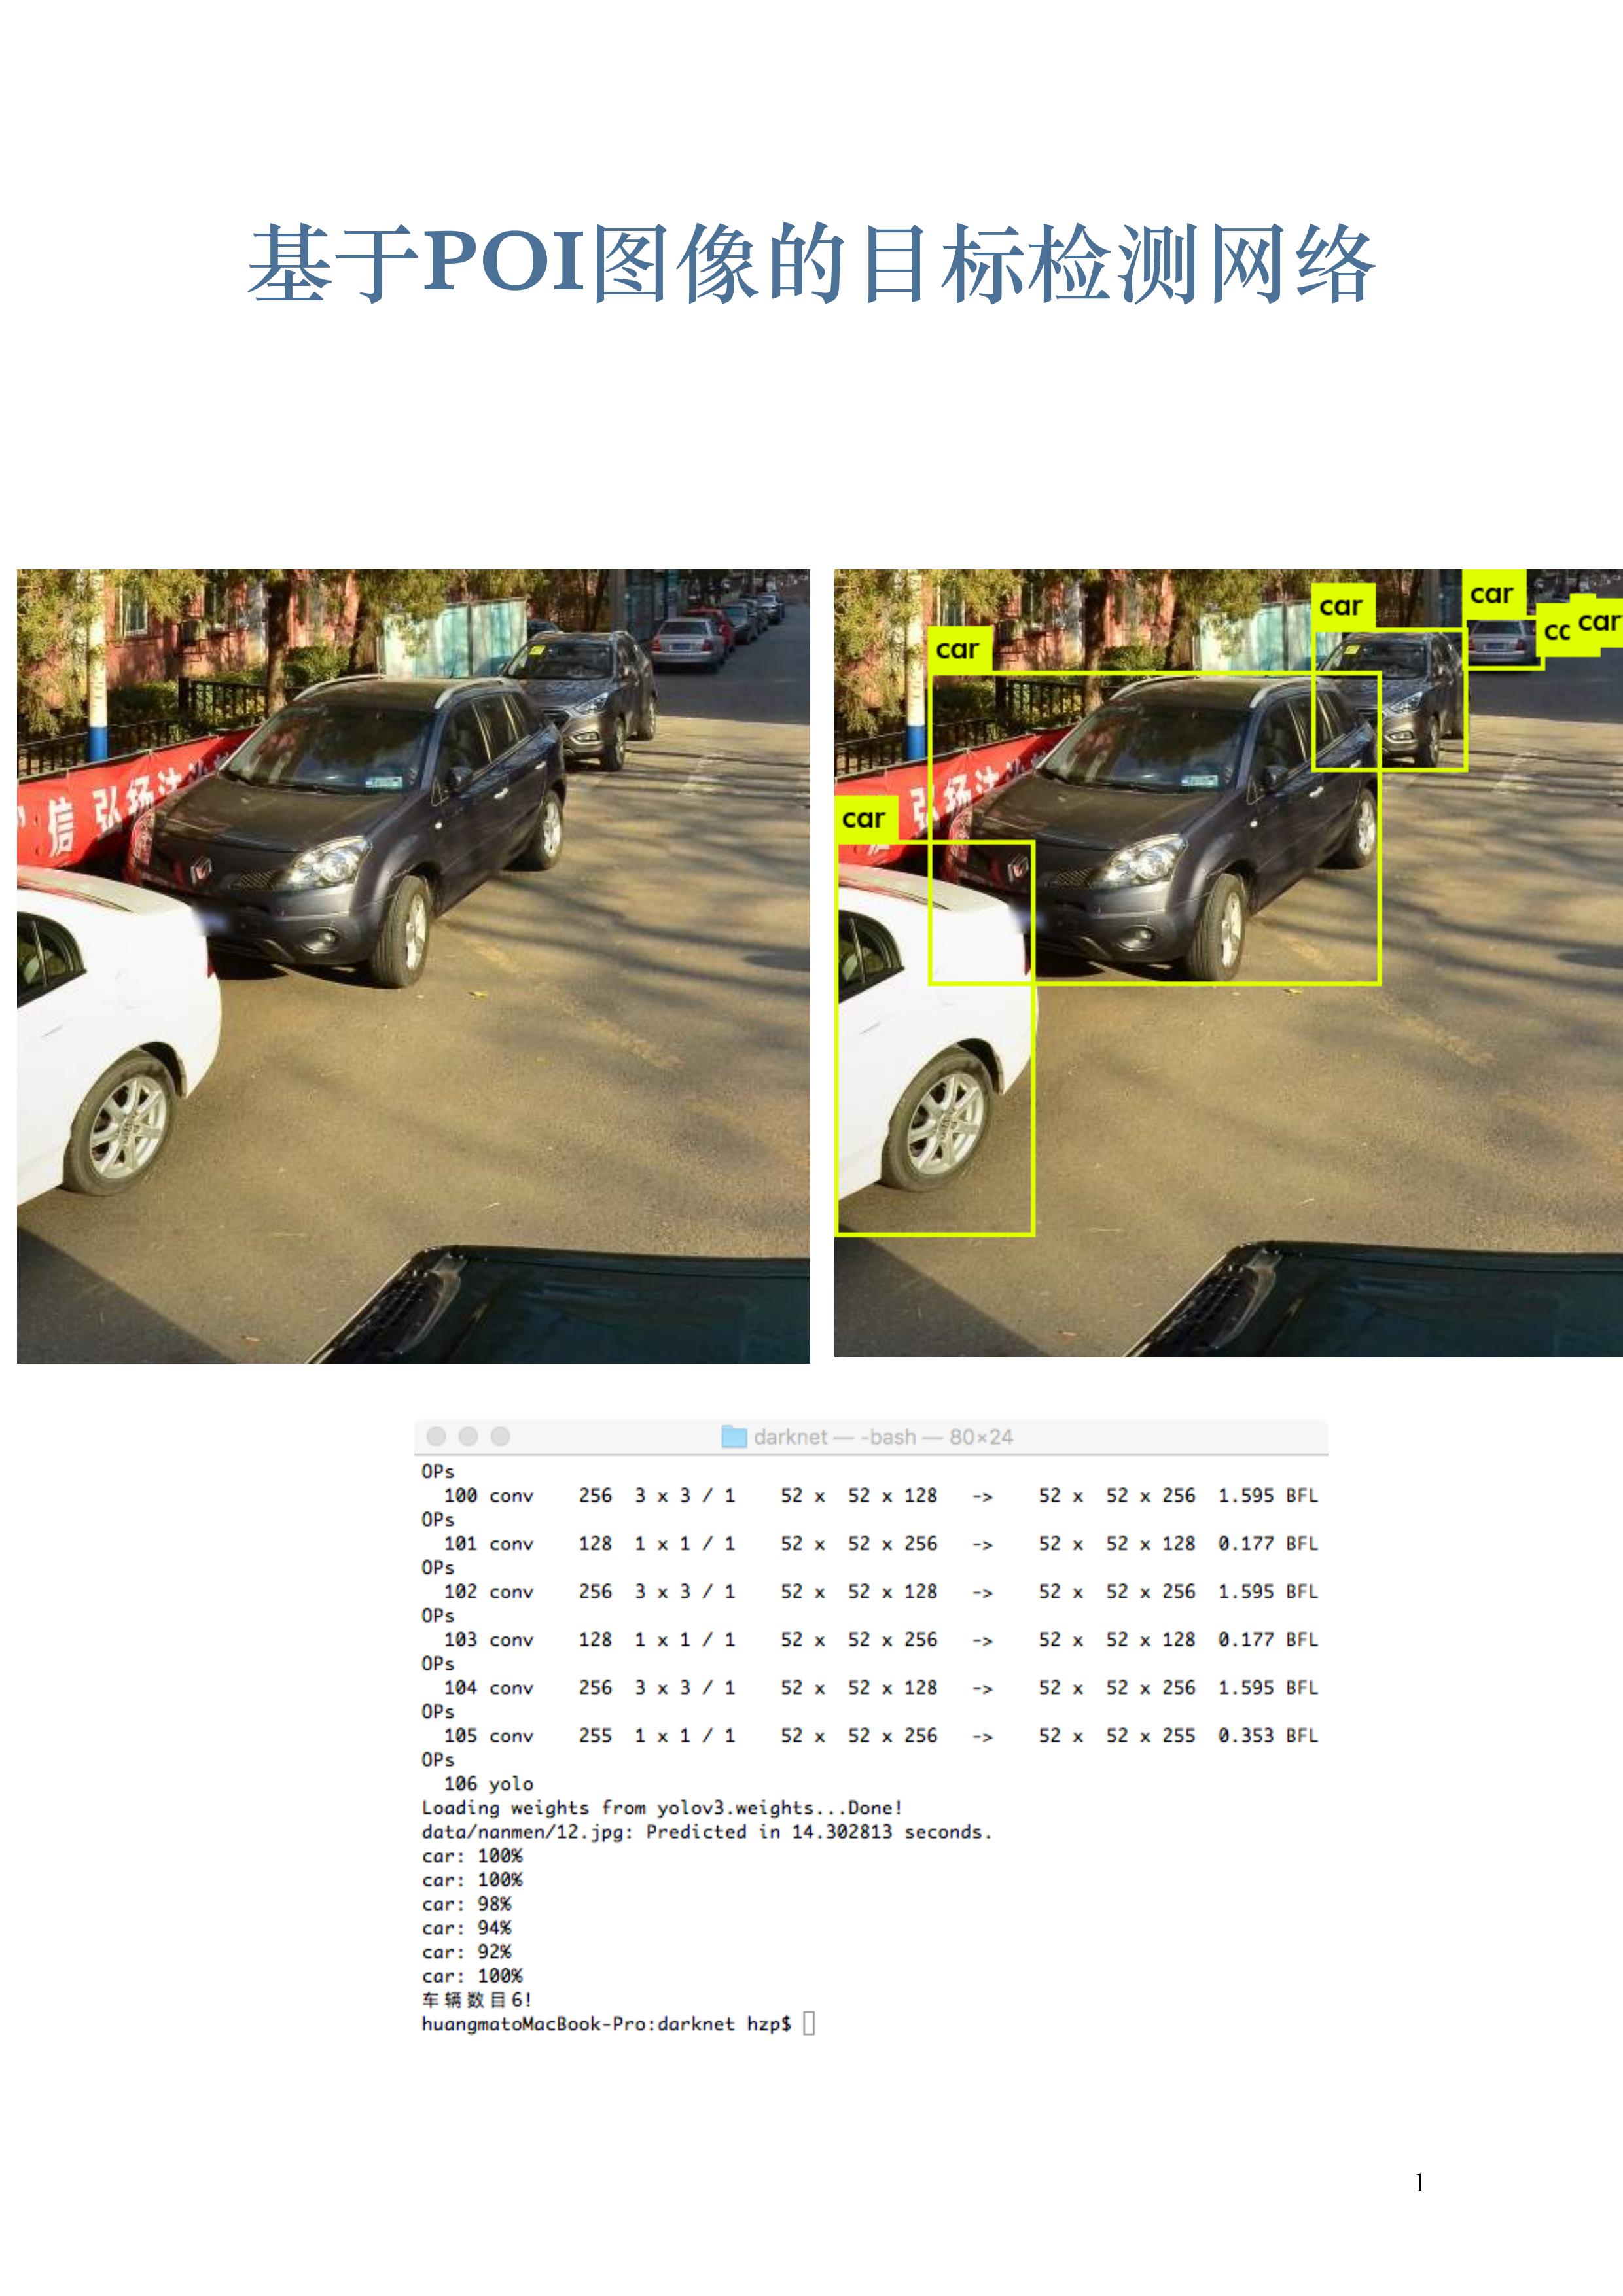 基于POI图像的目标检测网络
信 弘扬法
car
car
car
car
car
darknet — -bash — 80×24
OPs
100 conv 256 3 x 3 / 1 52 x 52 x 128 -> 52 x 52 x 256 1.595 BFL
OPs
101 conv 128 1 x 1 / 1 52 x 52 x 256 -> 52 x 52 x 128 0.177 BFL
OPs
102 conv 256 3 x 3 / 1 52 x 52 x 128 -> 52 x 52 x 256 1.595 BFL
OPs
103 conv 128 1 x 1 / 1 52 x 52 x 256 -> 52 x 52 x 128 0.177 BFL
OPs
104 conv 256 3 x 3 / 1 52 x 52 x 128 -> 52 x 52 x 256 1.595 BFL
OPs
105 conv 255 1 x 1 / 1 52 x 52 x 256 -> 52 x 52 x 255 0.353 BFL
OPs
106 yolo
Loading weights from yolov3.weights...Done!
data/nanmen/12.jpg: Predicted in 14.302813 seconds.
car: 100%
car: 100%
car: 98%
car: 94%
car: 92%
car: 100%
车辆数目6!
huangmatoMacBook-Pro:darknet hzp$
1